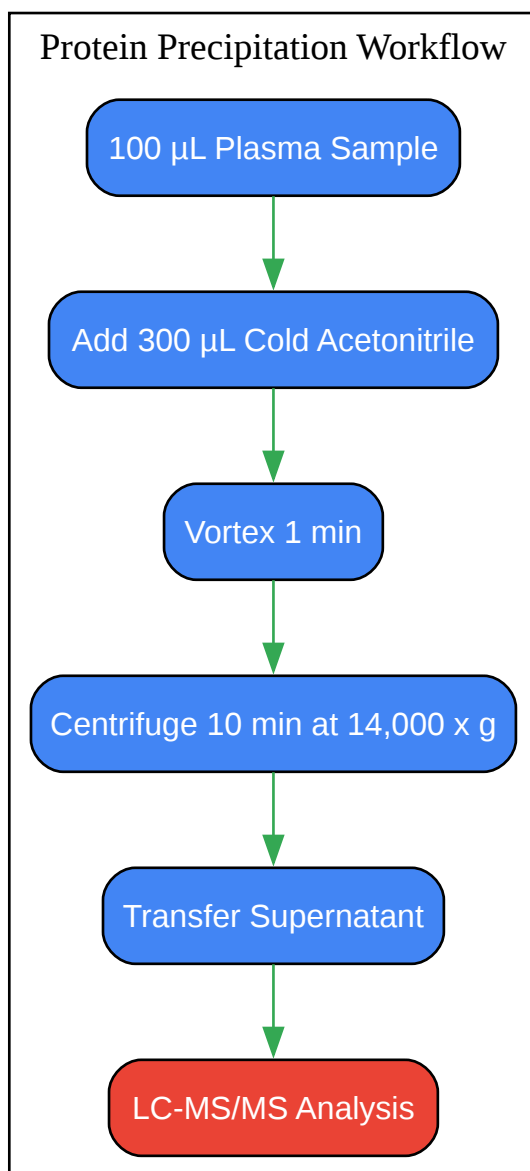 Protein Precipitation Workflow
100 µL Plasma Sample
Add 300 µL Cold Acetonitrile
Vortex 1 min
Centrifuge 10 min at 14,000 x g
Transfer Supernatant
LC-MS/MS Analysis